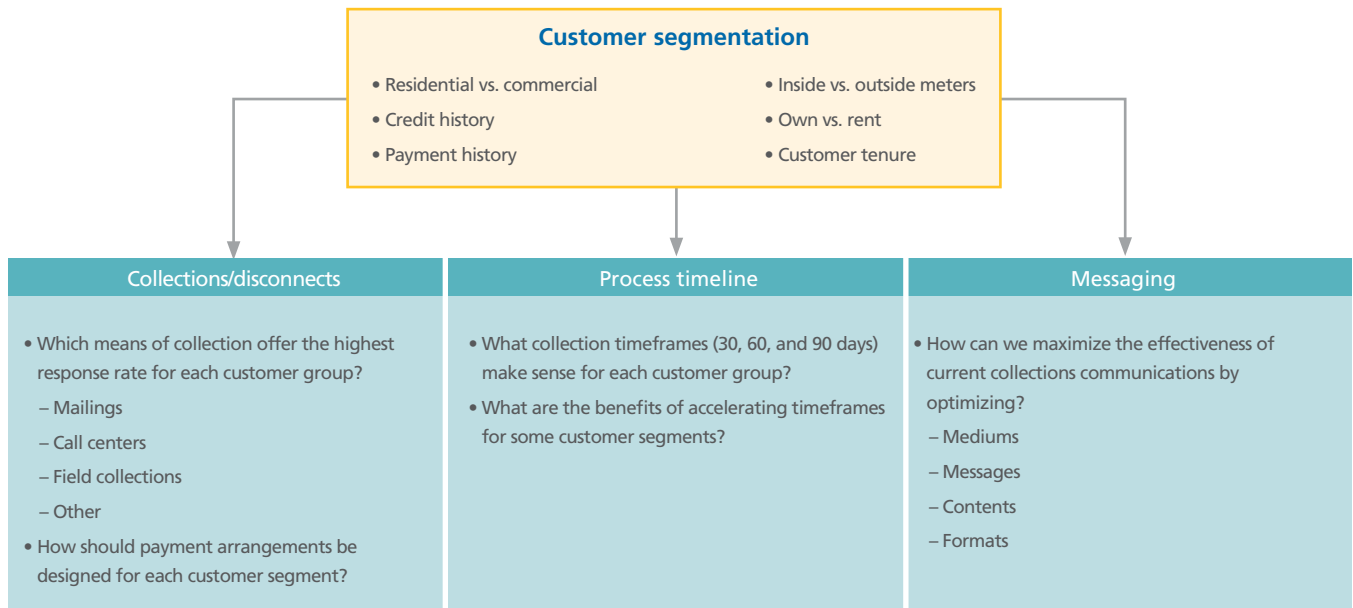 Customer segmentation
• Residential vs. commercial
• Credit history
• Payment history
• Inside vs. outside meters
• Own vs. rent
• Customer tenure
Collections/disconnects
• Which means of collection offer the highest
response rate for each customer group?
– Mailings
– Call centers
– Field collections
– Other
• How should payment arrangements be
designed for each customer segment?
Process timeline
• What collection timeframes (30, 60, and 90 days)
make sense for each customer group?
• What are the benefits of accelerating timeframes
for some customer segments?
Messaging
• How can we maximize the effectiveness of
current collections communications by
optimizing?
– Mediums
– Messages
– Contents
– Formats